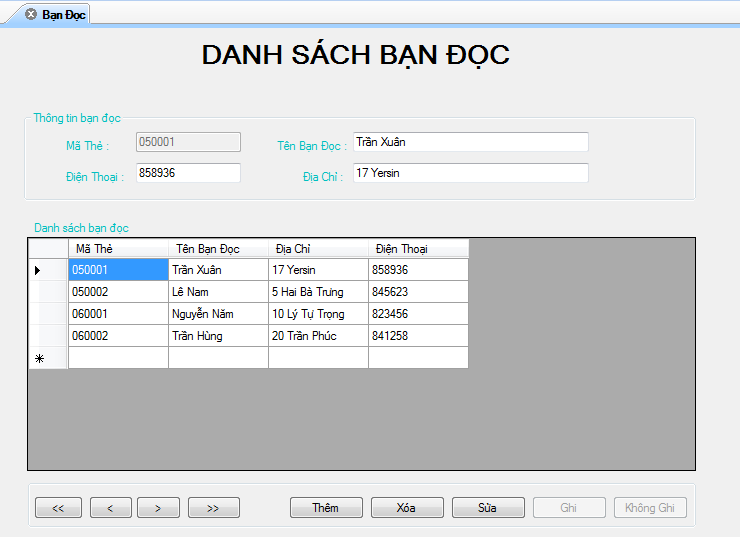 Bạn Đọc
DANH SÁCH BẠN ĐỌC
Thông tin bạn đọc
Mã Thẻ : 050001 Tên Bạn Đọc : Trần Xuân
Điện Thoại : 858936 Địa Chỉ : 17 Yersin
Danh sách bạn đọc
Mã Thẻ Tên Bạn Đọc Địa Chỉ Điện Thoại
050001 Trần Xuân 17 Yersin 858936
050002 Lê Nam 5 Hai Bà Trưng 845623
060001 Nguyễn Năm 10 Lý Tự Trọng 823456
060002 Trần Hùng 20 Trần Phúc 841258
<< < > >> Thêm Xóa Sửa Ghi Không Ghi